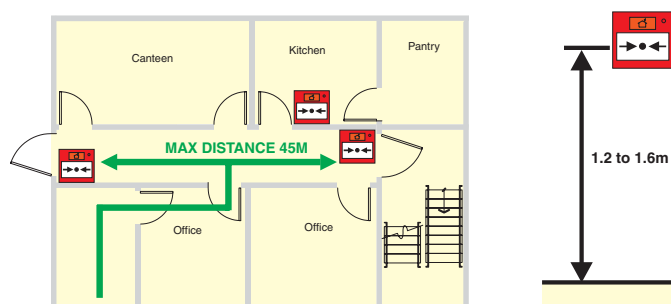 Canteen
Kitchen
Pantry
MAX DISTANCE 45M
1.2 to 1.6m
Office
Office